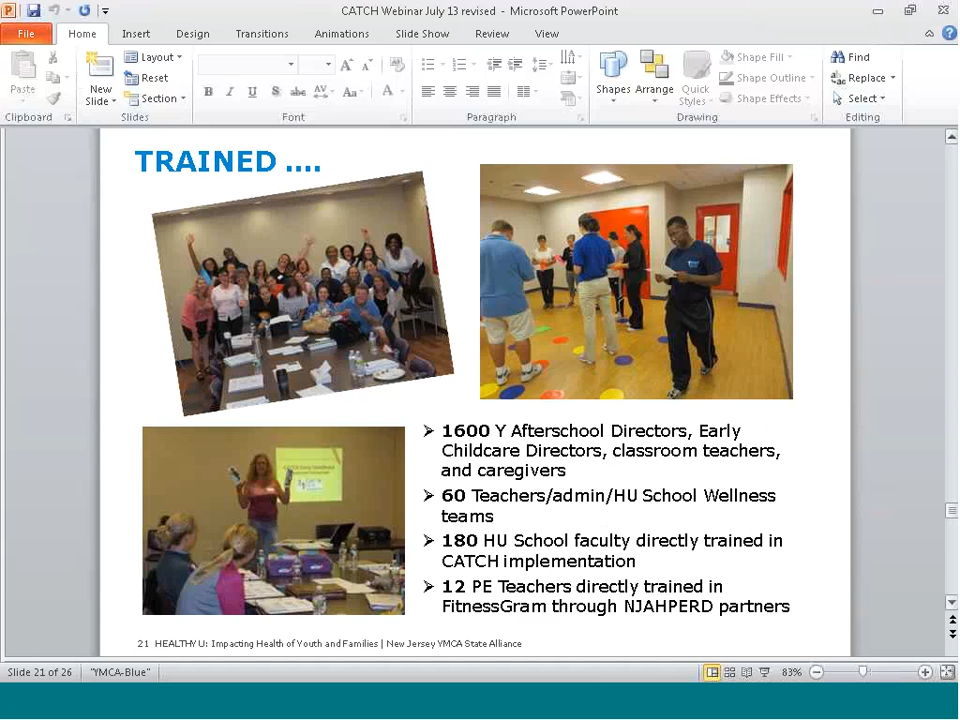 CATCH Webinar July 13 revised - Microsoft PowerPoint
File Home Insert Design Transitions Animations Slide Show Review View
Paste
New
Slide
Layout
Reset
Section
B I U S abc AV Aa A
Shapes Arrange Quick
Styles
Shape Fill
Shape Outline
Shape Effects
Find
Replace
Select
Clipboard Slides Font Paragraph Drawing Editing
TRAINED ....
1600 Y Afterschool Directors, Early
Childcare Directors, classroom teachers,
and caregivers
60 Teachers/admin/HU School Wellness
teams
180 HU School faculty directly trained in
CATCH implementation
12 PE Teachers directly trained in
FitnessGram through NJAHPERD partners
21 HEALTHY U: Impacting Health of Youth and Families | New Jersey YMCA State Alliance
Slide 21 of 26 "YMCA-Blue" 83%